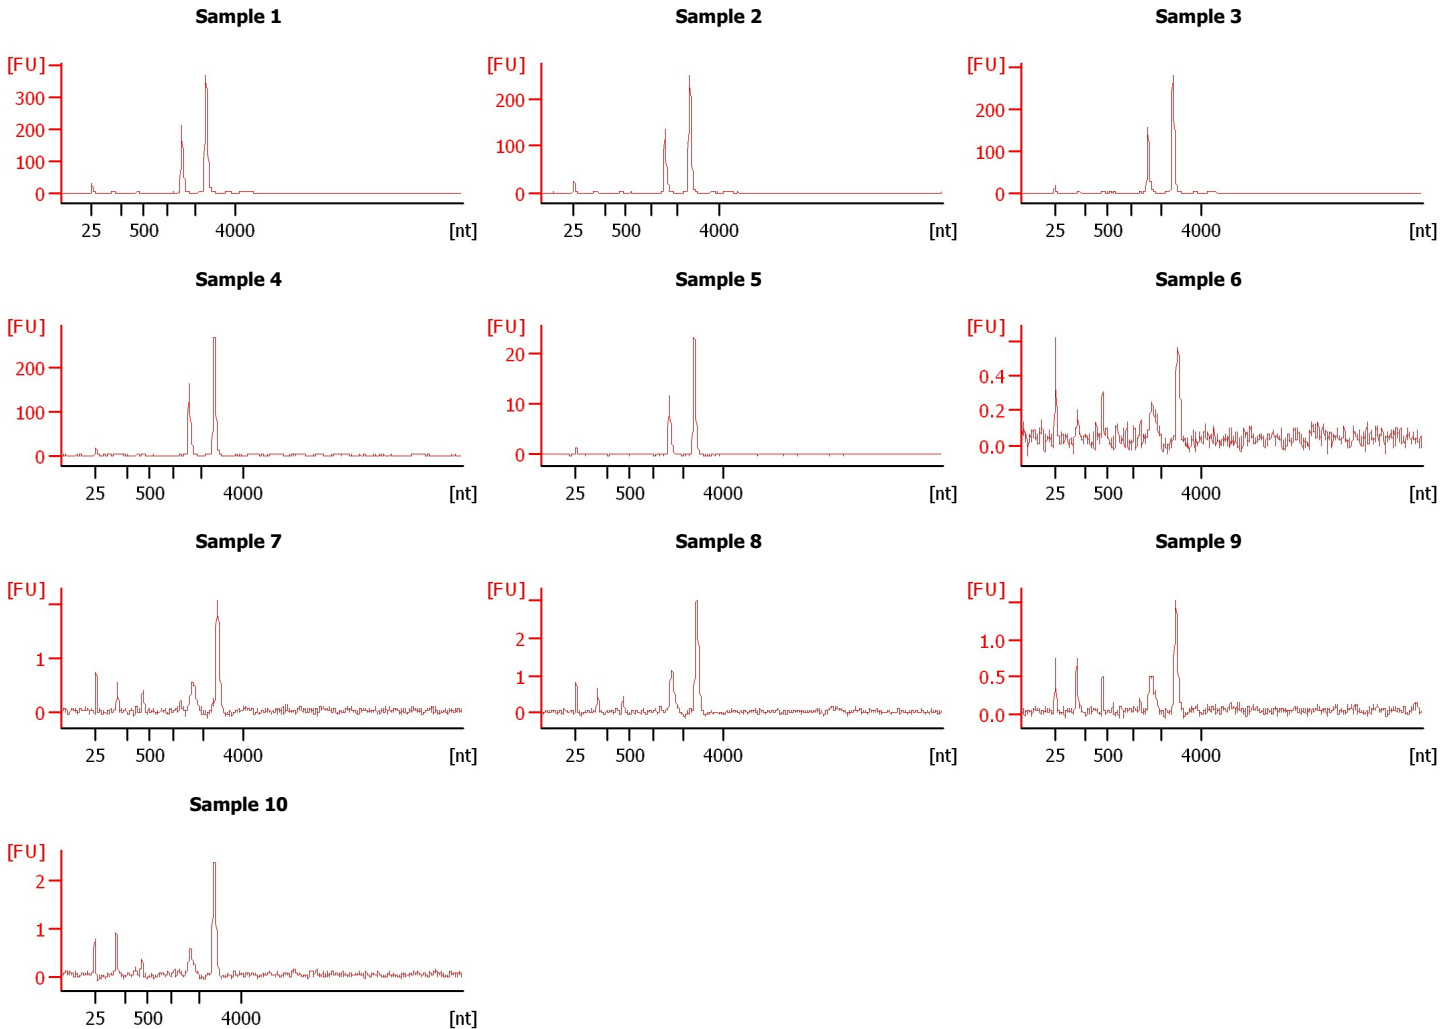 Sample 1
[FU]
300
200
100
0
25 500 4000 [nt]
Sample 2
[FU]
200
100
0
25 500 4000 [nt]
Sample 3
[FU]
200
100
0
25 500 4000 [nt]
Sample 4
[FU]
200
100
0
25 500 4000 [nt]
Sample 5
[FU]
20
10
0
25 500 4000 [nt]
Sample 6
[FU]
0.4
0.2
0.0
25 500 4000 [nt]
Sample 7
[FU]
1
0
25 500 4000 [nt]
Sample 8
[FU]
2
1
0
25 500 4000 [nt]
Sample 9
[FU]
1.0
0.5
0.0
25 500 4000 [nt]
Sample 10
[FU]
2
1
0
25 500 4000 [nt]